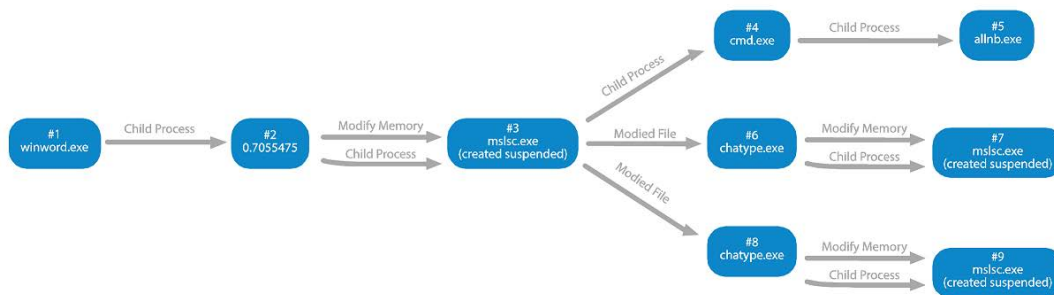 #1
winword.exe
Child Process
#2
0.7055475
Modify Memory
Child Process
#3
mslsc.exe
(created suspended)
Child Process
#4
cmd.exe
Child Process
#5
allnb.exe
Modied File
#6
chatype.exe
Modify Memory
Child Process
#7
mslsc.exe
(created suspended)
Modied File
#8
chatype.exe
Modify Memory
Child Process
#9
mslsc.exe
(created suspended)